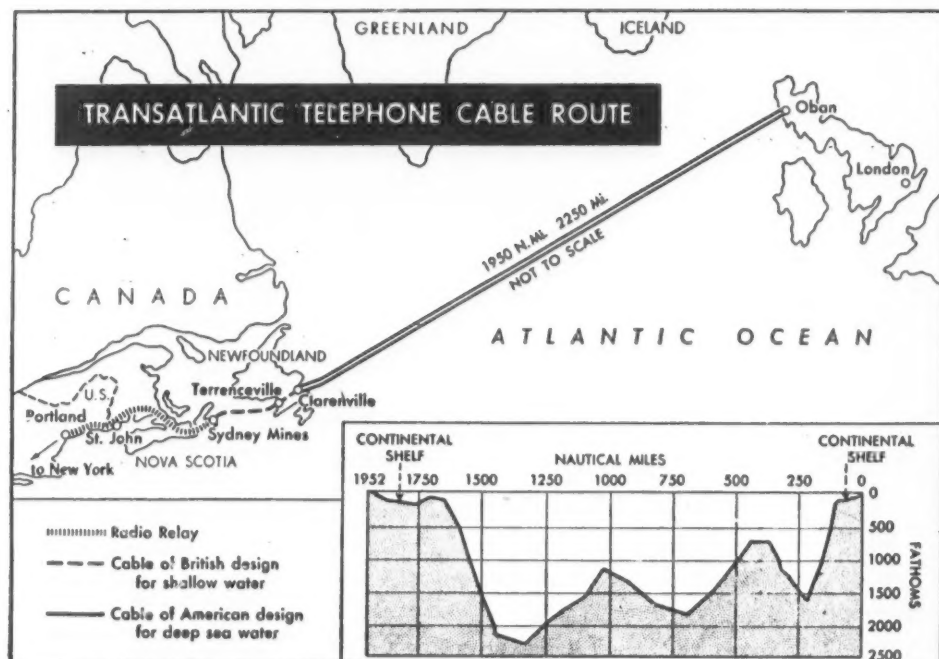 GREENLAND
ICELAND
TRANSATLANTIC TELEPHONE CABLE ROUTE
Oban
London
1950 N.MI. 2250 MI.
NOT TO SCALE
CANADA
ATLANTIC OCEAN
NEWFOUNDLAND
U.S.
Terrenceville
Clarenville
Portland
St. John
Sydney Mines
to New York
NOVA SCOTIA
Radio Relay
Cable of British design
for shallow water
Cable of American design
for deep sea water
CONTINENTAL
SHELF
NAUTICAL MILES
CONTINENTAL
SHELF
1952 1750 1500 1250 1000 750 500 250 0
0
500
1000
1500
2000
2500
FATHOMS